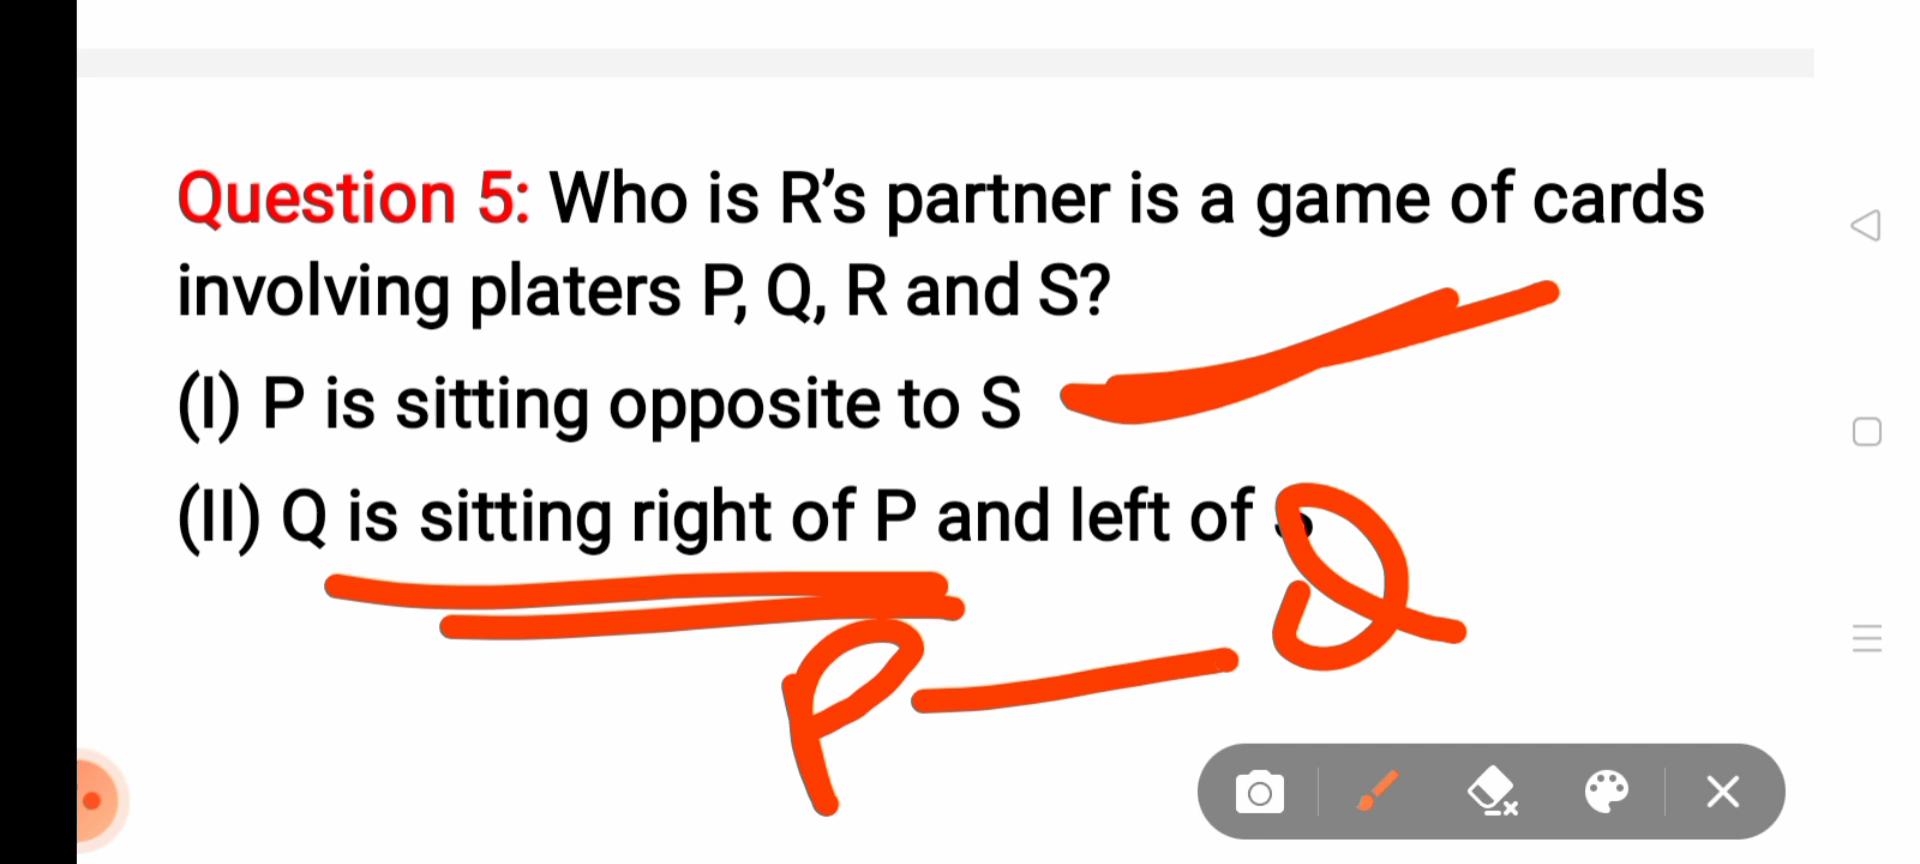 Question 5: Who is R’s partner is a game of cards
involving platers P, Q, R and S?
(I) P is sitting opposite to S
(II) Q is sitting right of P and left of
P — Q